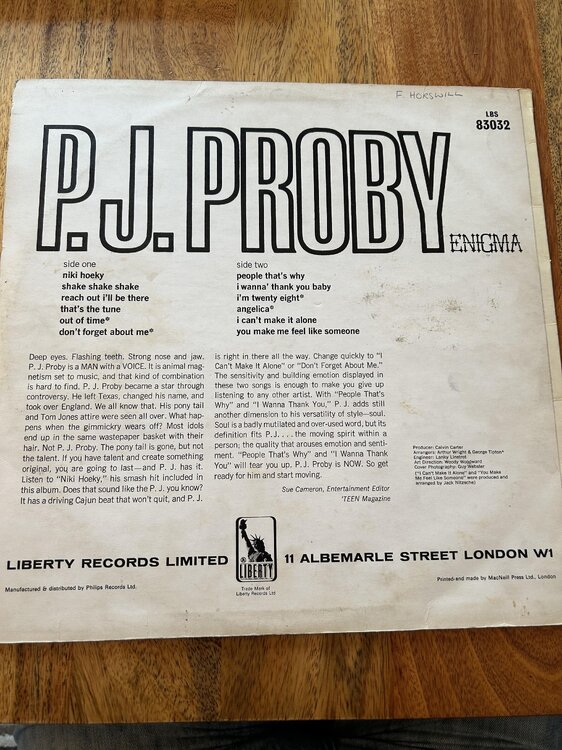 F. HORSWILL
LBS
83032
P.J. PROBY
ENIGMA
side one
niki hoeky
shake shake shake
reach out i'll be there
that's the tune
out of time*
don't forget about me*
side two
people that's why
i wanna' thank you baby
i'm twenty eight*
angelica*
i can't make it alone
you make me feel like someone
Deep eyes. Flashing teeth. Strong nose and jaw.
P. J. Proby is a MAN with a VOICE. It is animal mag-
netism set to music, and that kind of combination
is hard to find. P. J. Proby became a star through
controversy. He left Texas, changed his name, and
took over England. We all know that. His pony tail
and Tom Jones attire were seen all over. What hap-
pens when the gimmickry wears off? Most idols
end up in the same wastepaper basket with their
hair. Not P. J. Proby. The pony tail is gone, but not
the talent. If you have talent and create something
original, you are going to last—and P. J. has it.
Listen to "Niki Hoeky," his smash hit included in
this album. Does that sound like the P. J. you know?
It has a driving Cajun beat that won't quit, and P. J.
is right in there all the way. Change quickly to "I
Can't Make It Alone" or "Don't Forget About Me."
The sensitivity and building emotion displayed in
these two songs is enough to make you give up
listening to any other artist. With "People That's
Why" and "I Wanna Thank You," P. J. adds still
another dimension to his versatility of style—soul.
Soul is a badly mutilated and over-used word, but its
definition fits P.J. . . . the moving spirit within a
person; the quality that arouses emotion and senti-
ment. "People That's Why" and "I Wanna Thank
You" will tear you up. P. J. Proby is NOW. So get
ready for him and start moving.
Sue Cameron, Entertainment Editor
'TEEN Magazine
Producer: Calvin Carter
Arrangers: Arthur Wright & George Tipton*
Engineer: Lanky Linstrot
Art Direction: Woody Woodward
Cover Photography: Guy Webster
("I Can't Make It Alone" and "You Make
Me Feel Like Someone" were produced and
arranged by Jack Nitzsche)
LIBERTY RECORDS LIMITED
LIBERTY
11 ALBEMARLE STREET LONDON W1
Manufactured & distributed by Philips Records Ltd.
Trade Mark of
Liberty Records Ltd
Printed and made by MacNeill Press Ltd., London